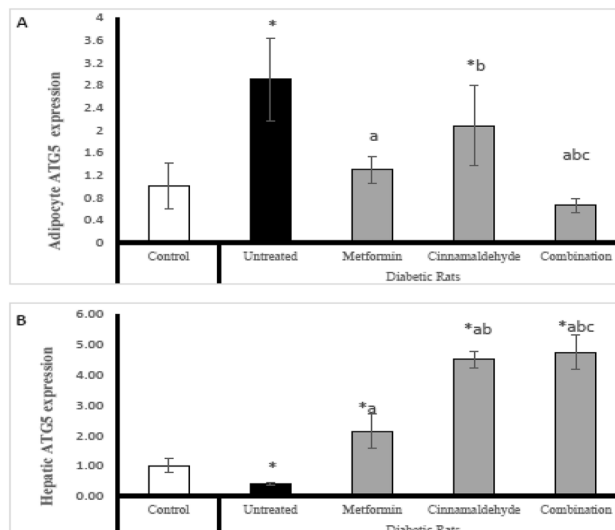 A
Adipocyte ATG5 expression
4
3.6
3.2
2.8
2.4
2
1.6
1.2
0.8
0.4
0
*
a
*b
abc
Control
Untreated
Metformin
Cinnamaldehyde
Combination
Diabetic Rats
B
Hepatic ATG5 expression
6.00
5.00
4.00
3.00
2.00
1.00
0.00
*
*a
*ab
*abc
Control
Untreated
Metformin
Cinnamaldehyde
Combination
Diabetic Rats